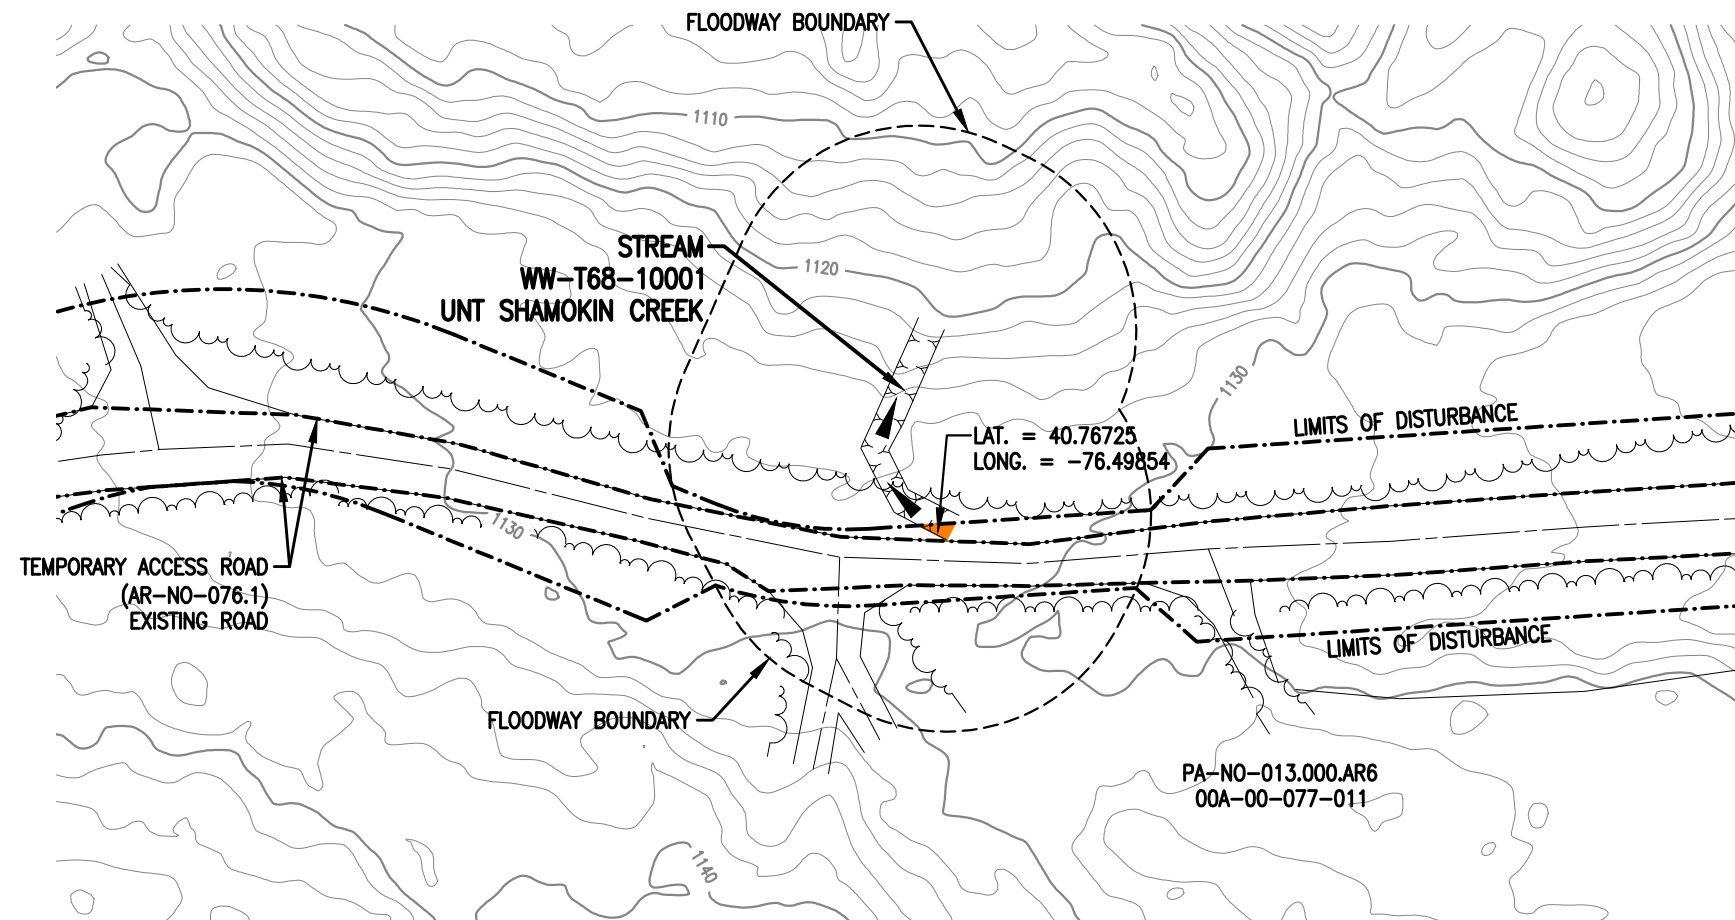 FLOODWAY BOUNDARY
1110
STREAM
WW-T68-10001
UNT SHAMOKIN CREEK
1120
1130
LIMITS OF DISTURBANCE
LAT. = 40.76725
LONG. = -76.49854
1130
TEMPORARY ACCESS ROAD
(AR-NO-076.1)
EXISTING ROAD
LIMITS OF DISTURBANCE
FLOODWAY BOUNDARY
PA-NO-013.000.AR6
00A-00-077-011
1140